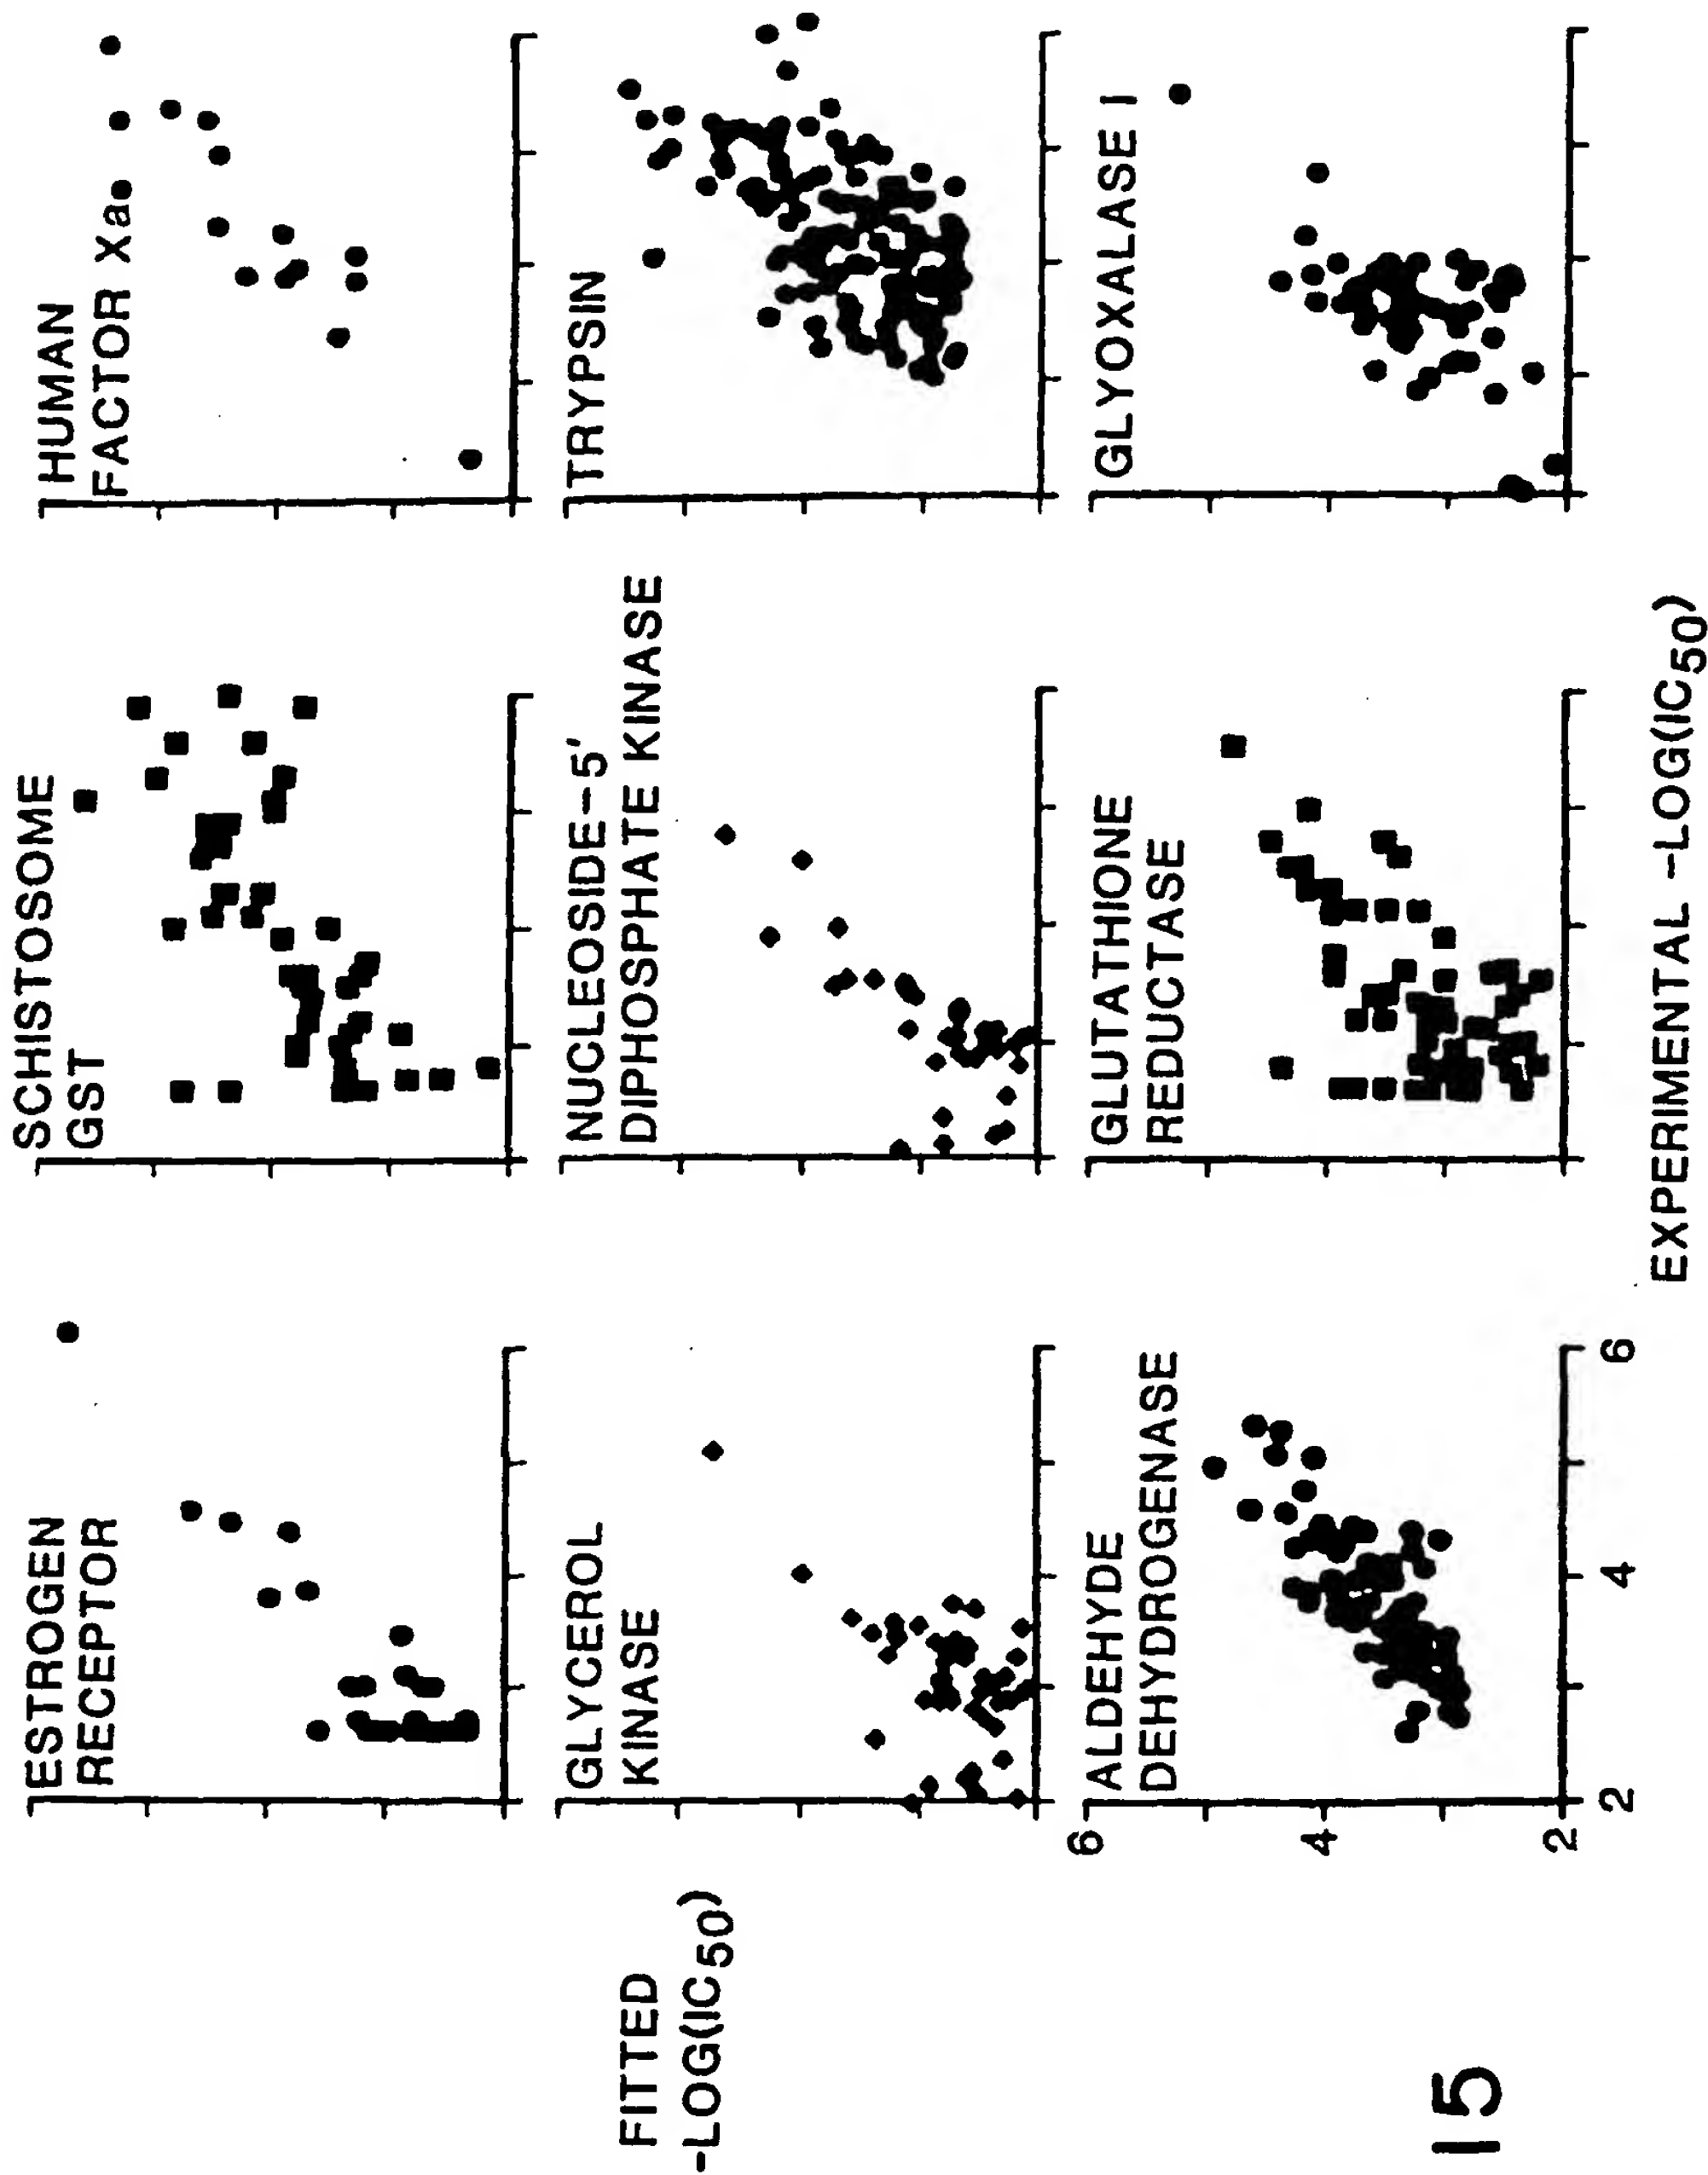 ESTROGEN
RECEPTOR
SCHISTOSOME
GST
HUMAN
FACTOR Xa
FITTED
-LOG(IC50)
GLYCEROL
KINASE
NUCLEOSIDE-5'
DIPHOSPHATE KINASE
TRYPSIN
ALDEHYDE
DEHYDROGENASE
GLUTATHIONE
REDUCTASE
GLYOXALASE I
6
4
2
2 4 6
EXPERIMENTAL -LOG(IC50)
15